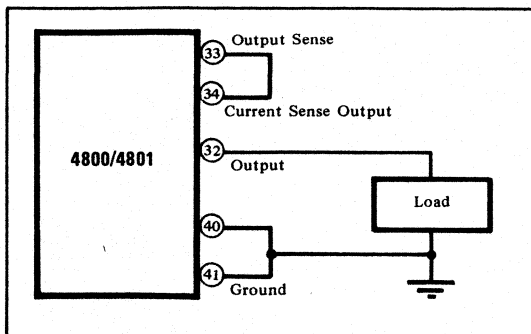 33 Output Sense
34
Current Sense Output
4800/4801
32
Output
Load
40
41
Ground